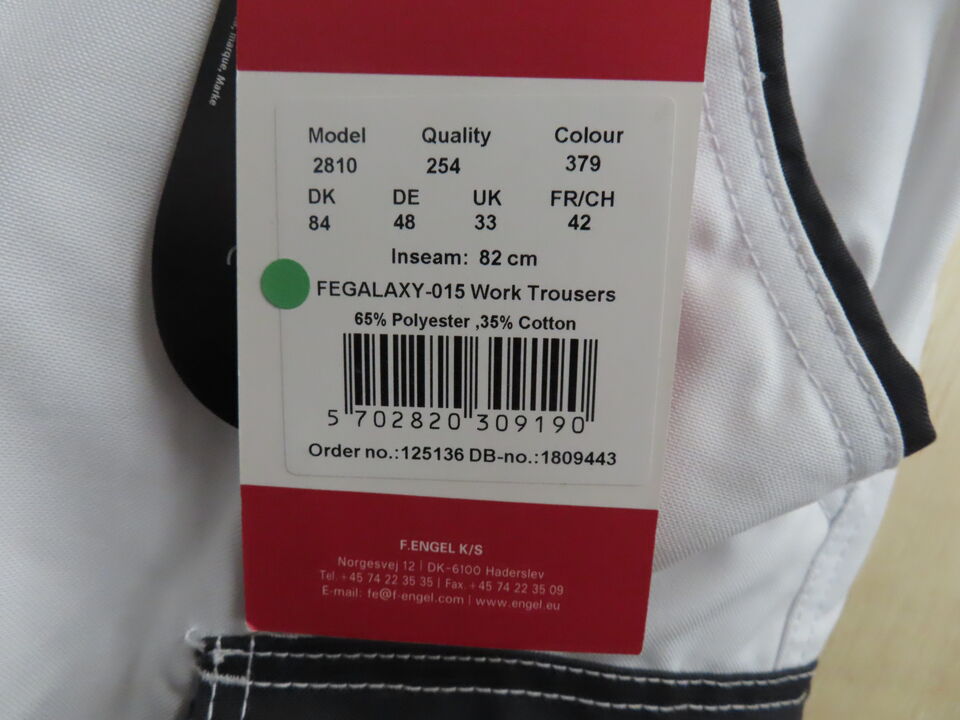 , marque, Marke
Model Quality Colour
2810 254 379
DK DE UK FR/CH
84 48 33 42
Inseam: 82 cm
FEGALAXY-015 Work Trousers
65% Polyester ,35% Cotton
5 702820 309190
Order no.:125136 DB-no.:1809443
F.ENGEL K/S
Norgesvej 12 | DK-6100 Haderslev
Tel. +45 74 22 35 35 | Fax. +45 74 22 35 09
E-mail: fe@f-engel.com | www.engel.eu